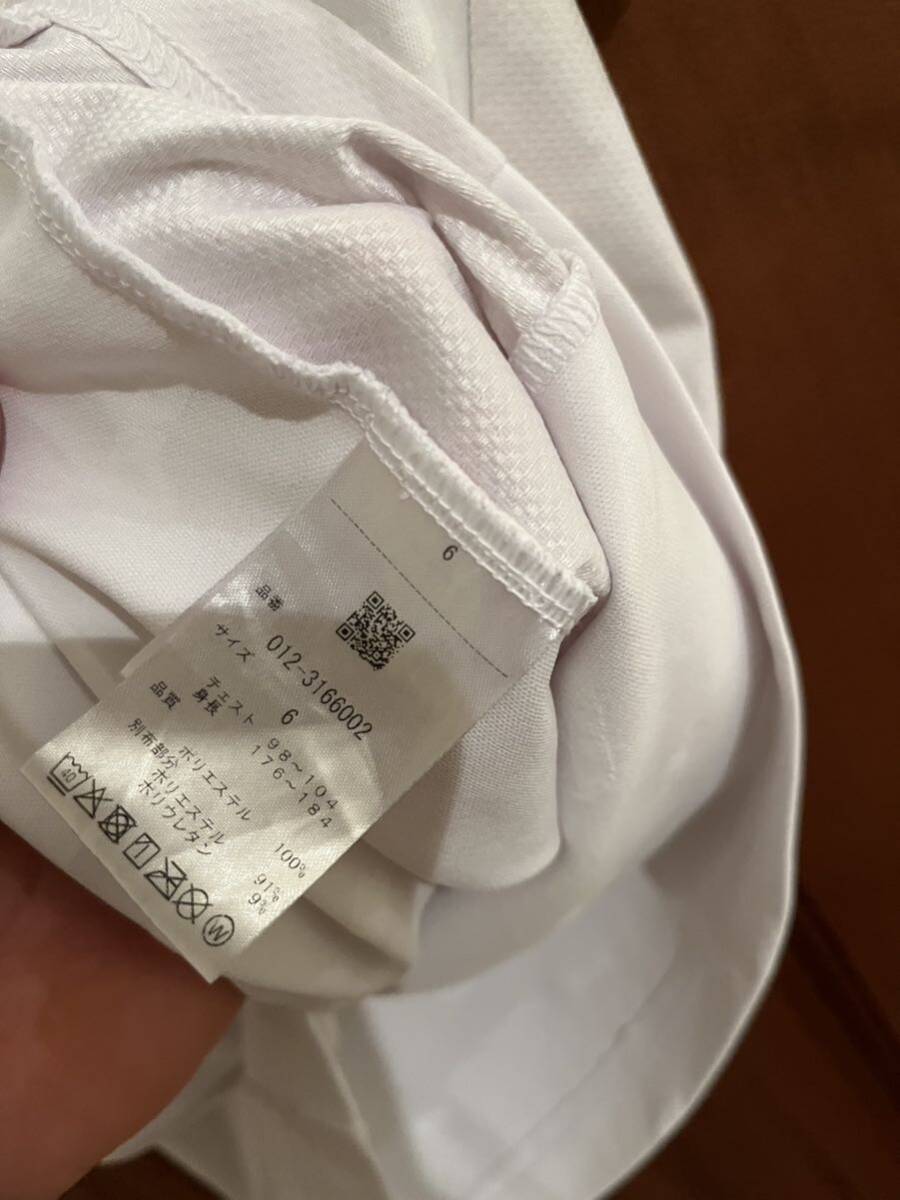 6
品番 012-3166002
サイズ 6
チェスト 98~104
身長 176~184
品質 ポリエステル 100%
別布部分 ポリエステル 91%
ポリウレタン 9%
40
W